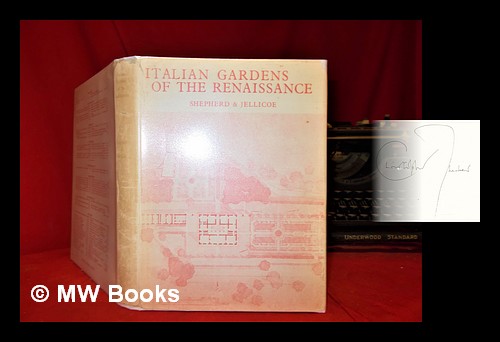 ITALIAN GARDENS
OF THE RENAISSANCE
SHEPHERD & JELLICOE
UNDERWOOD STANDARD
© MW Books